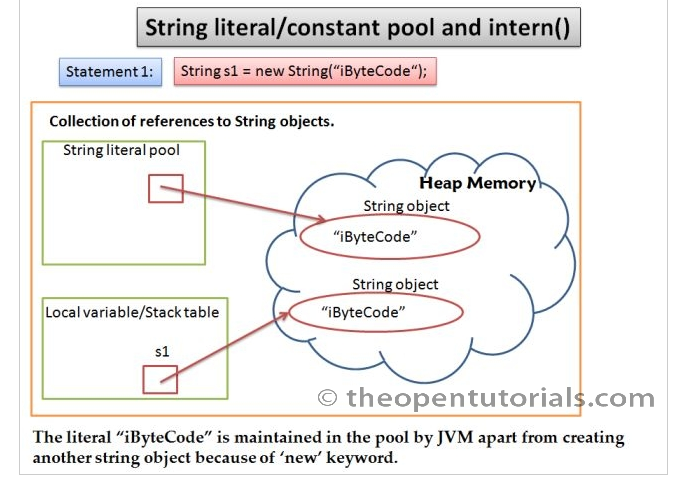 String literal/constant pool and intern()
Statement 1:
String s1 = new String(“iByteCode“);
Collection of references to String objects.
String literal pool
Heap Memory
String object
“iByteCode”
String object
“iByteCode”
Local variable/Stack table
s1
© theopentutorials.com
The literal “iByteCode” is maintained in the pool by JVM apart from creating
another string object because of ‘new’ keyword.